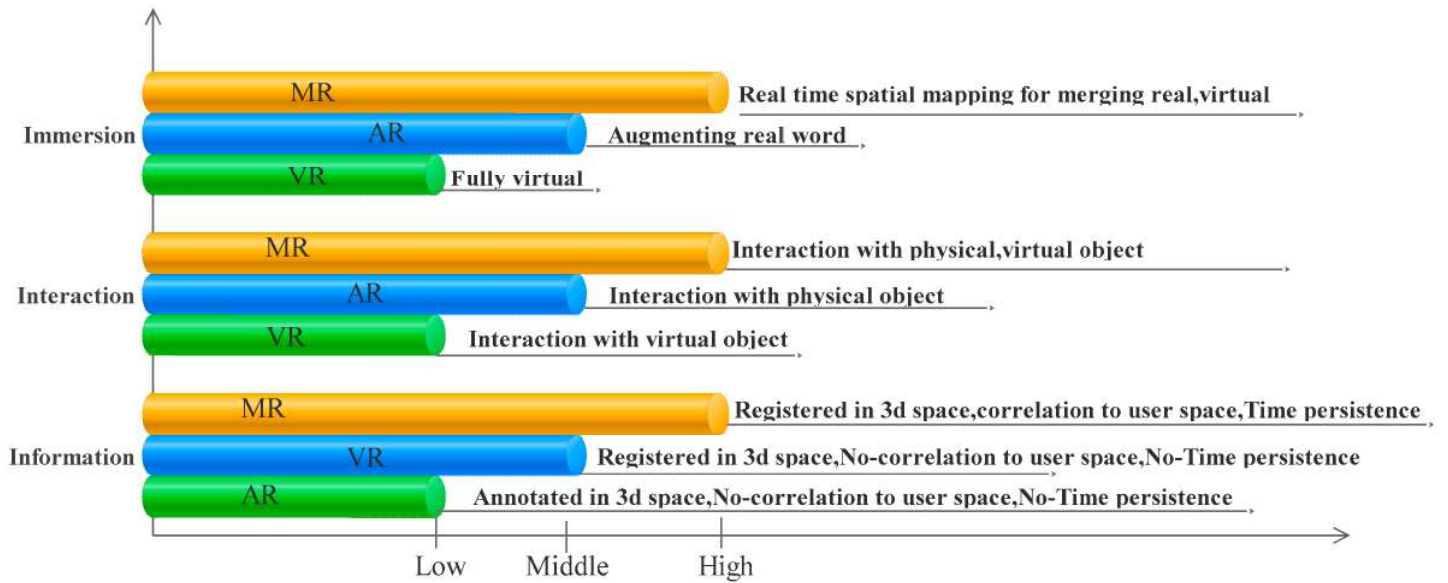 MR
Real time spatial mapping for merging real,virtual
Immersion
AR
Augmenting real word
VR
Fully virtual
MR
Interaction with physical,virtual object
Interaction
AR
Interaction with physical object
VR
Interaction with virtual object
MR
Registered in 3d space,correlation to user space,Time persistence
Information
VR
Registered in 3d space,No-correlation to user space,No-Time persistence
AR
Annotated in 3d space,No-correlation to user space,No-Time persistence
Low Middle High